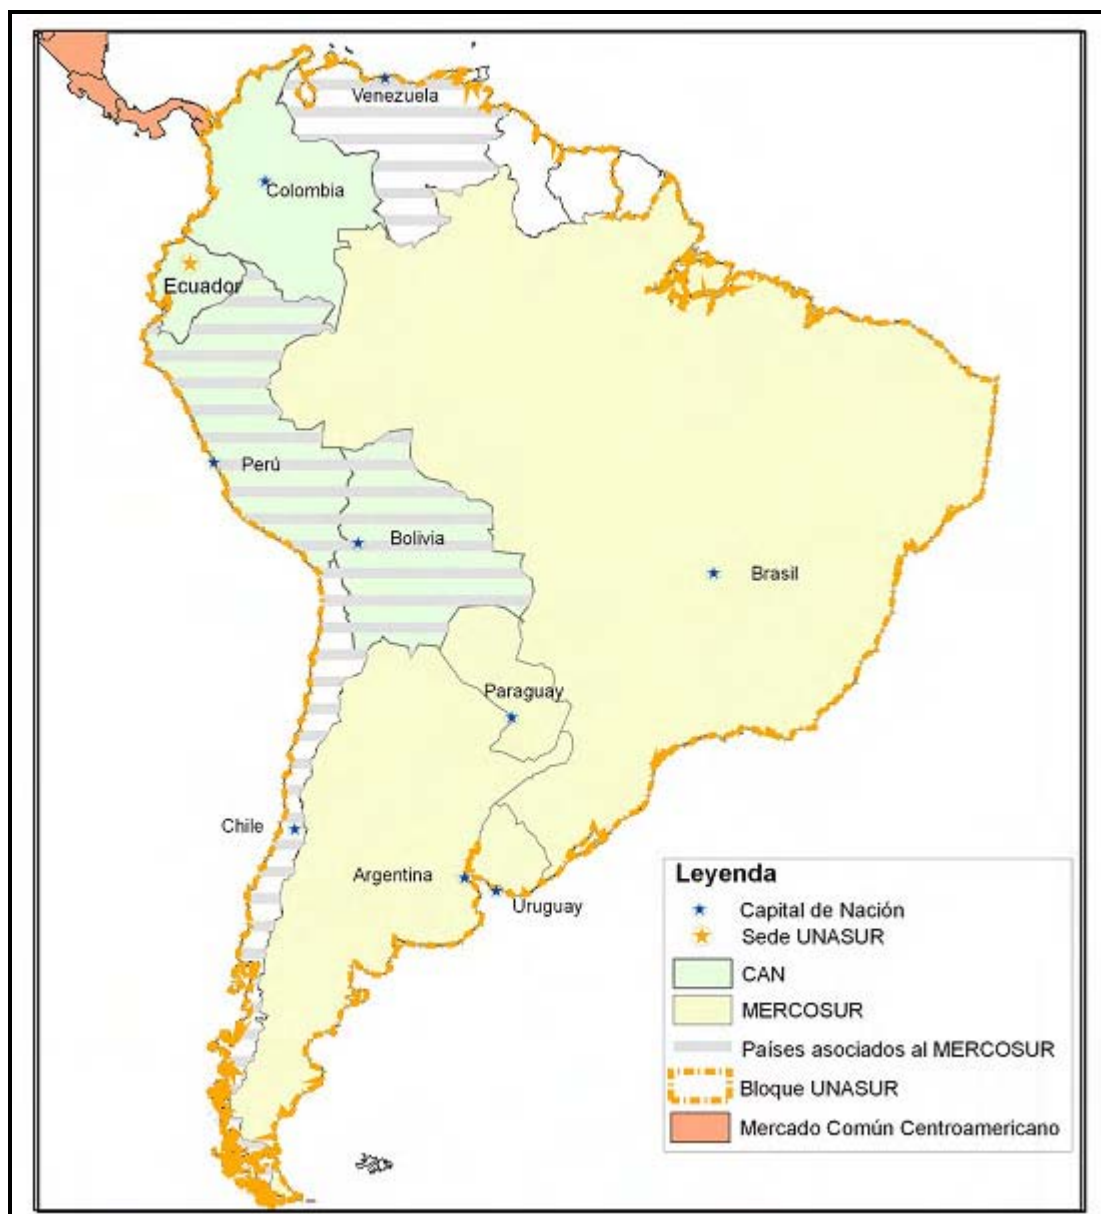 Venezuela
Colombia
Ecuador
Perú
Bolivia
Brasil
Paraguay
Chile
Argentina
Uruguay
Leyenda
Capital de Nación
Sede UNASUR
CAN
MERCOSUR
Países asociados al MERCOSUR
Bloque UNASUR
Mercado Común Centroamericano